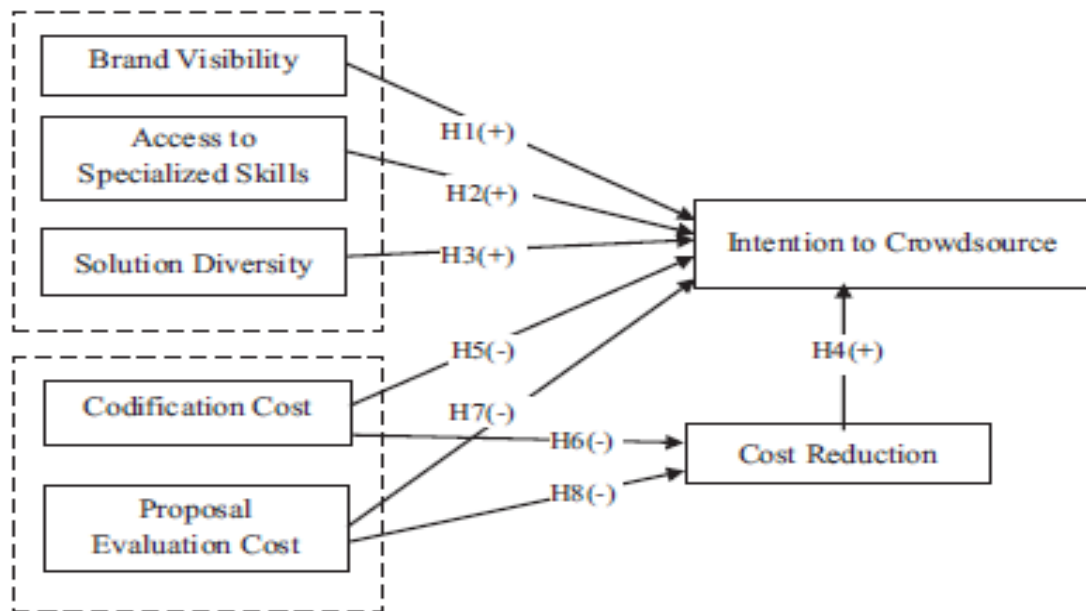 Brand Visibility
H1(+)
Access to
Specialized Skills
H2(+)
Solution Diversity
H3(+)
Intention to Crowdsource
H5(-)
H4(+)
Codification Cost
H7(-)
H6(-)
Cost Reduction
H8(-)
Proposal
Evaluation Cost